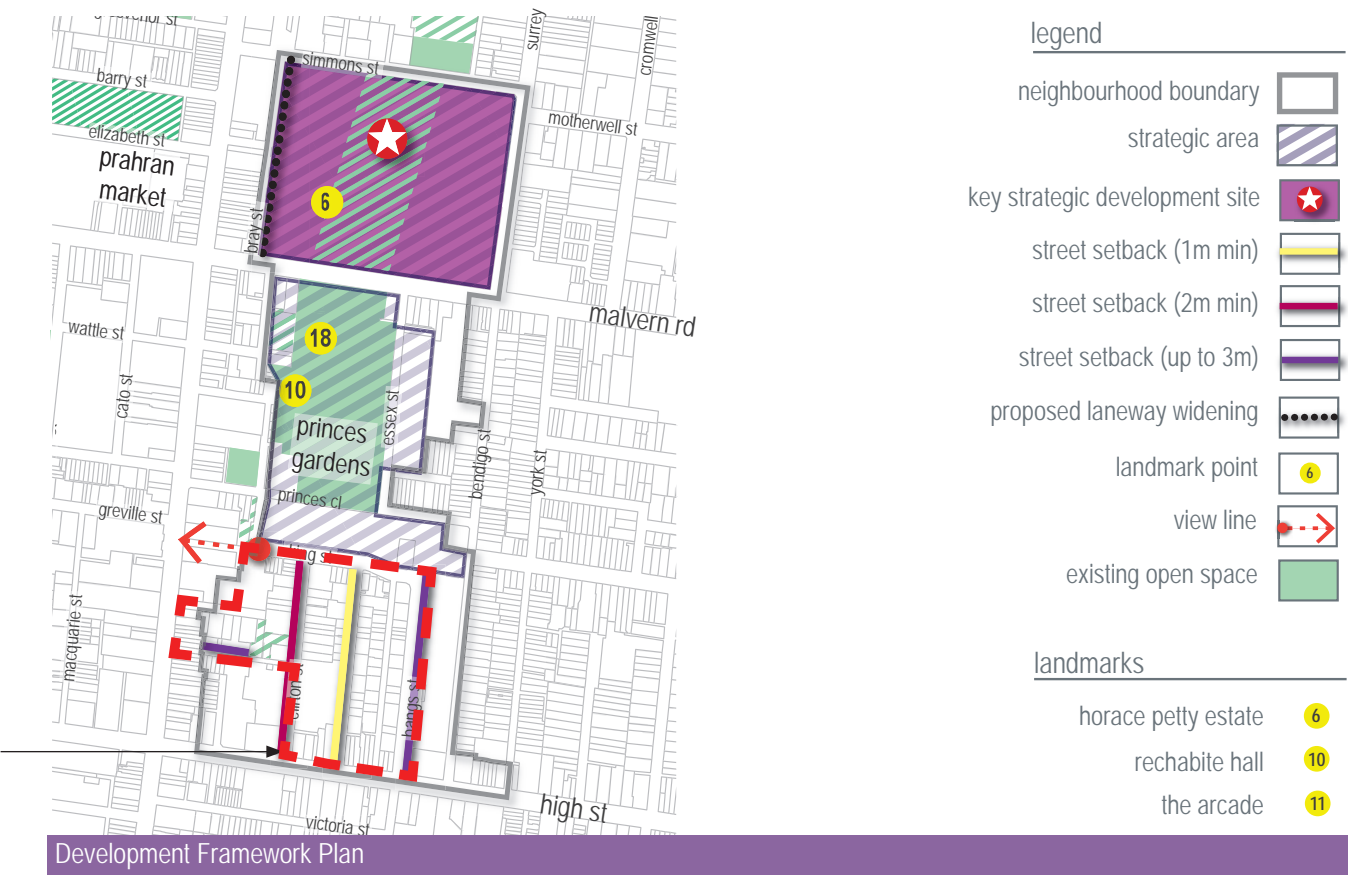 grosvenor st
surrey
cromwell
simmons st
barry st
motherwell st
elizabeth st
prahran
market
6
bray st
malvern rd
wattle st
18
cato st
10
essex st
princes
gardens
bendigo st
york st
princes cl
greville st
king st
macquarie st
clifton st
bangs st
high st
victoria st
legend
neighbourhood boundary
strategic area
key strategic development site
street setback (1m min)
street setback (2m min)
street setback (up to 3m)
proposed laneway widening
landmark point 6
view line
existing open space
landmarks
horace petty estate 6
rechabite hall 10
the arcade 11
Development Framework Plan